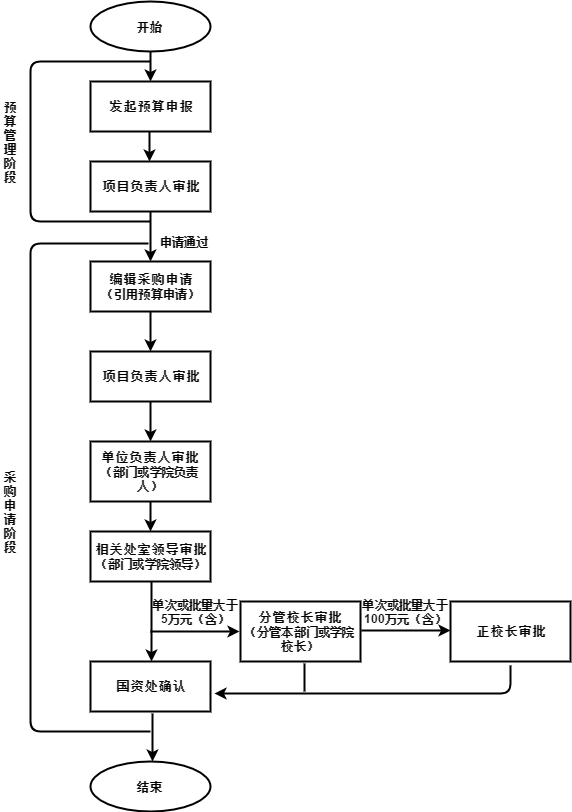 开始
预算管理阶段
发起预算申报
项目负责人审批
申请通过
编辑采购申请
（引用预算申请）
项目负责人审批
采购申请阶段
单位负责人审批
（部门或学院负责
人）
相关处室领导审批
（部门或学院领导）
单次或批量大于
5万元（含）
分管校长审批
（分管本部门或学院
校长）
单次或批量大于
100万元（含）
正校长审批
国资处确认
结束